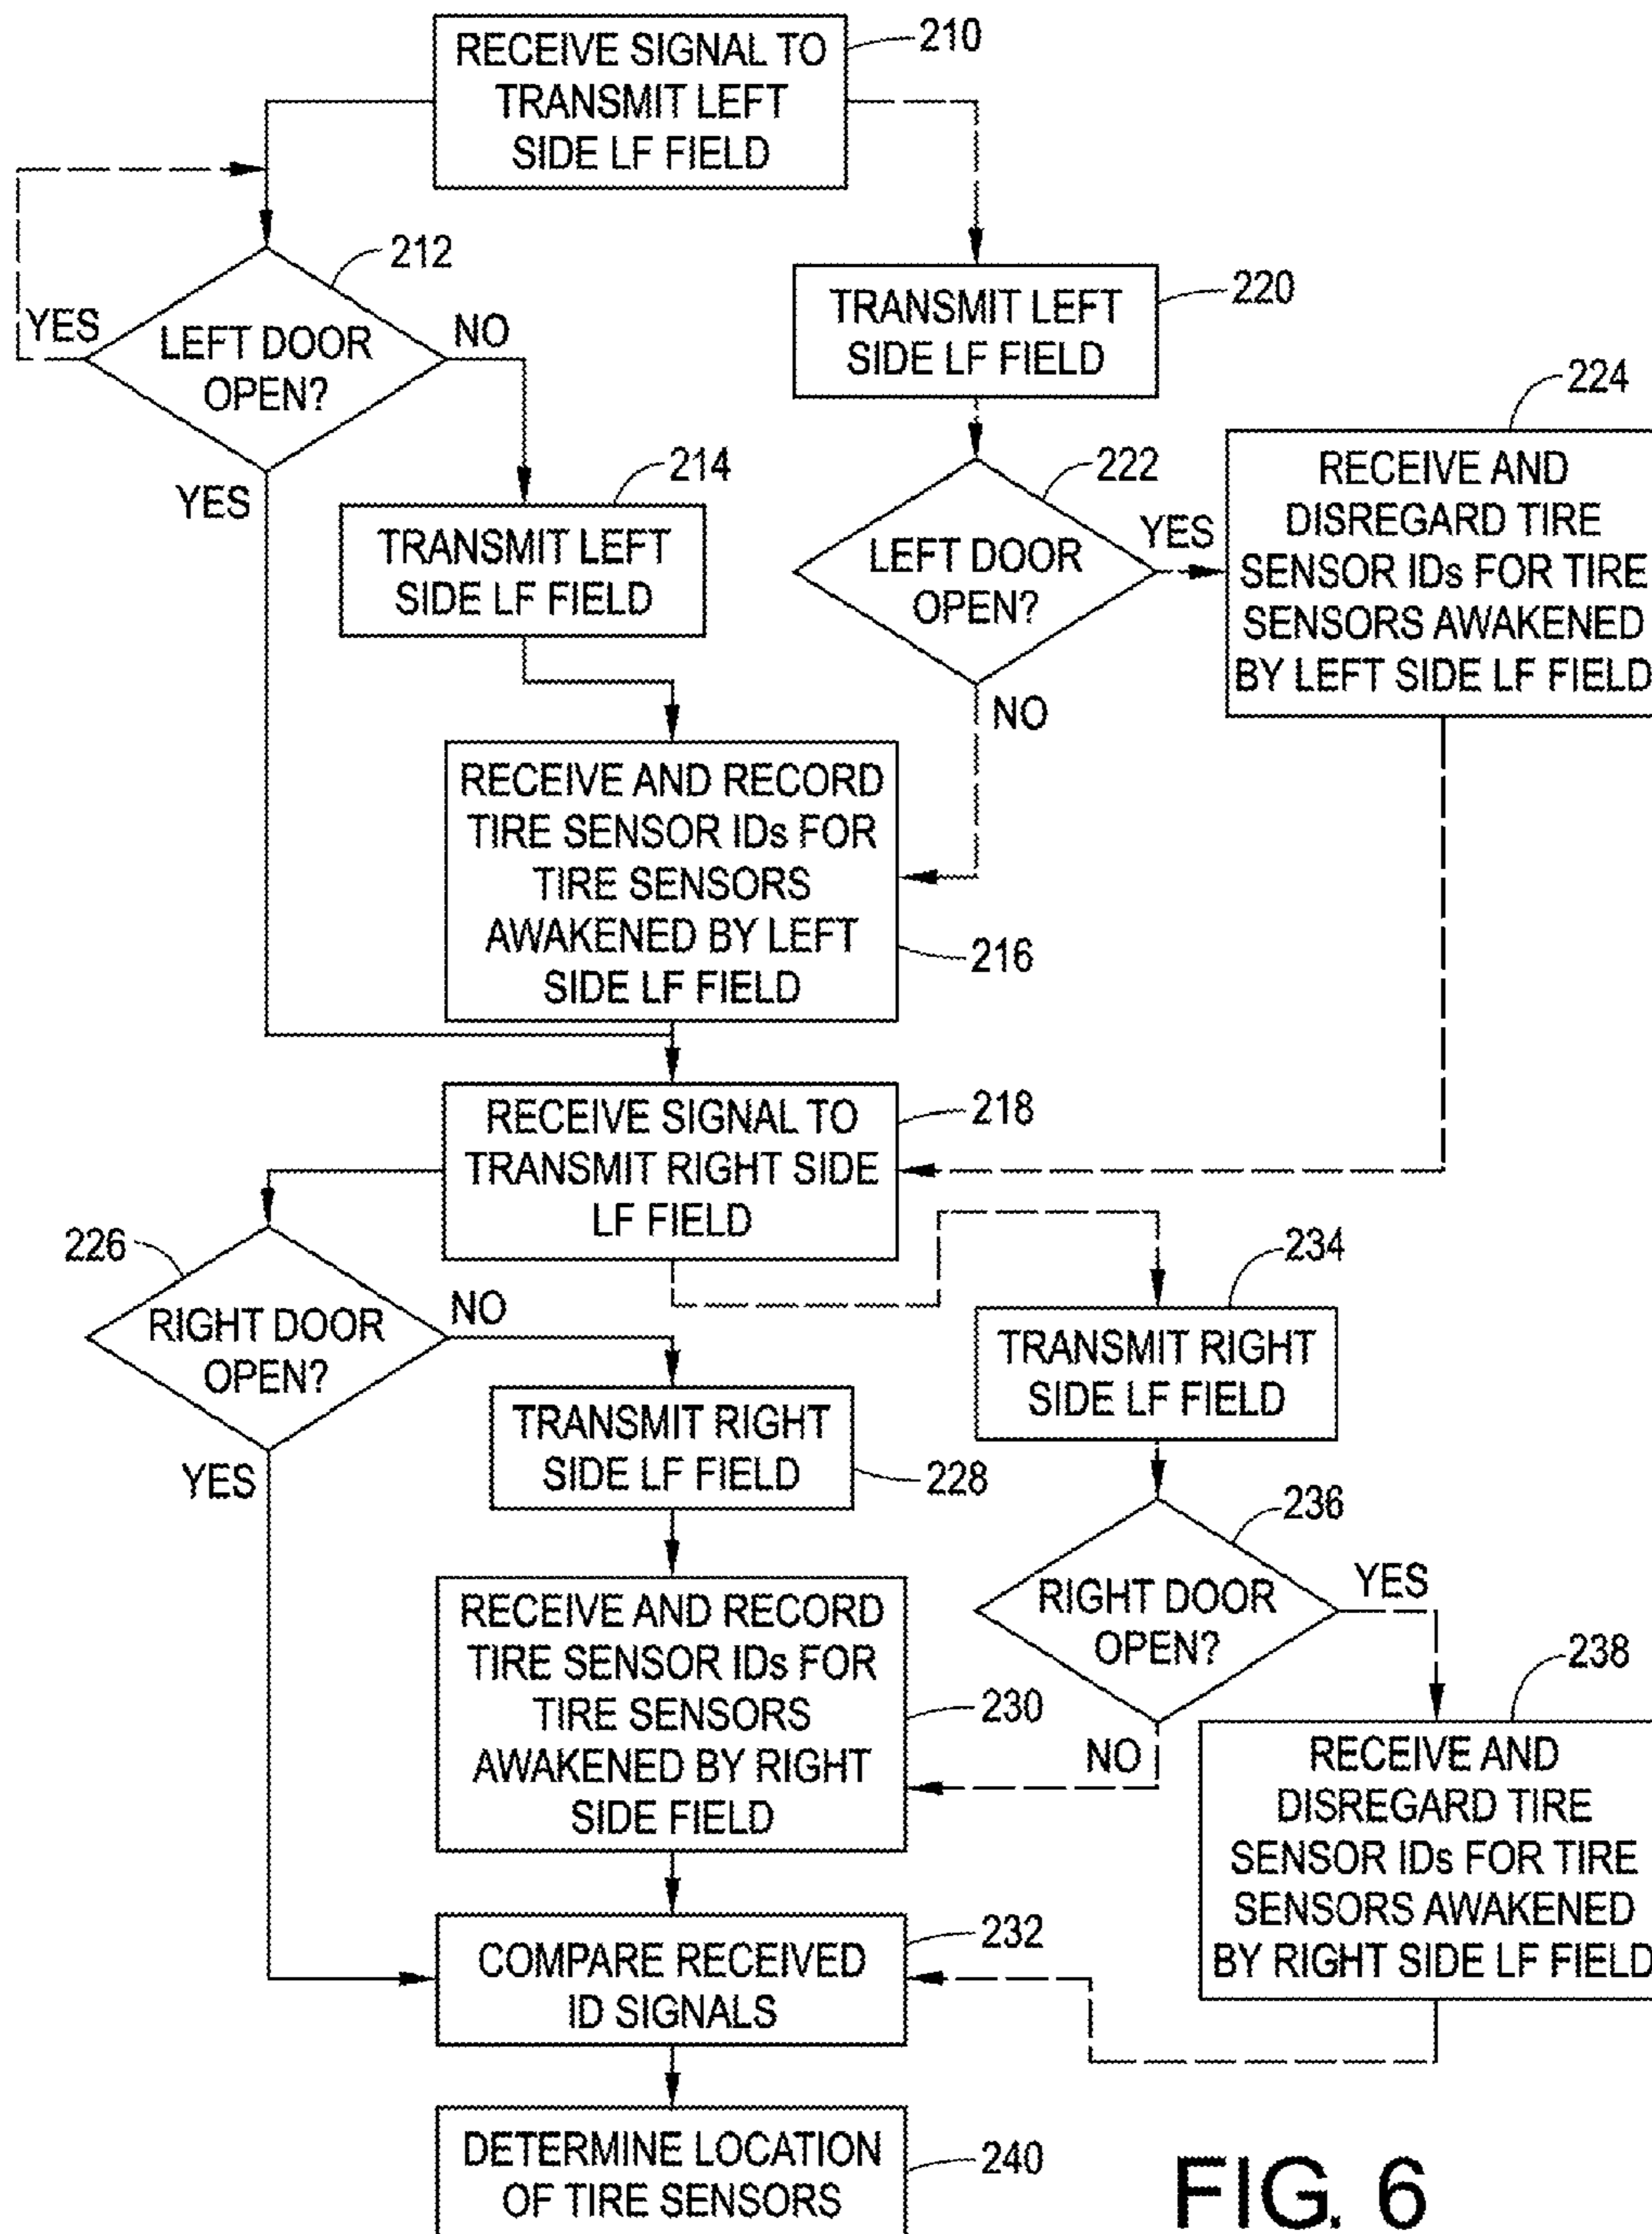 RECEIVE SIGNAL TO
TRANSMIT LEFT
SIDE LF FIELD
210
212
LEFT DOOR
OPEN?
YES
NO
YES
TRANSMIT LEFT
SIDE LF FIELD
220
214
TRANSMIT LEFT
SIDE LF FIELD
222
LEFT DOOR
OPEN?
YES
NO
224
RECEIVE AND
DISREGARD TIRE
SENSOR IDs FOR TIRE
SENSORS AWAKENED
BY LEFT SIDE LF FIELD
RECEIVE AND RECORD
TIRE SENSOR IDs FOR
TIRE SENSORS
AWAKENED BY LEFT
SIDE LF FIELD
216
RECEIVE SIGNAL TO
TRANSMIT RIGHT SIDE
LF FIELD
218
226
RIGHT DOOR
OPEN?
NO
YES
234
TRANSMIT RIGHT
SIDE LF FIELD
TRANSMIT RIGHT
SIDE LF FIELD
228
236
RIGHT DOOR
OPEN?
YES
NO
RECEIVE AND RECORD
TIRE SENSOR IDs FOR
TIRE SENSORS
AWAKENED BY RIGHT
SIDE FIELD
230
238
RECEIVE AND
DISREGARD TIRE
SENSOR IDs FOR TIRE
SENSORS AWAKENED
BY RIGHT SIDE LF FIELD
COMPARE RECEIVED
ID SIGNALS
232
DETERMINE LOCATION
OF TIRE SENSORS
240
FIG. 6